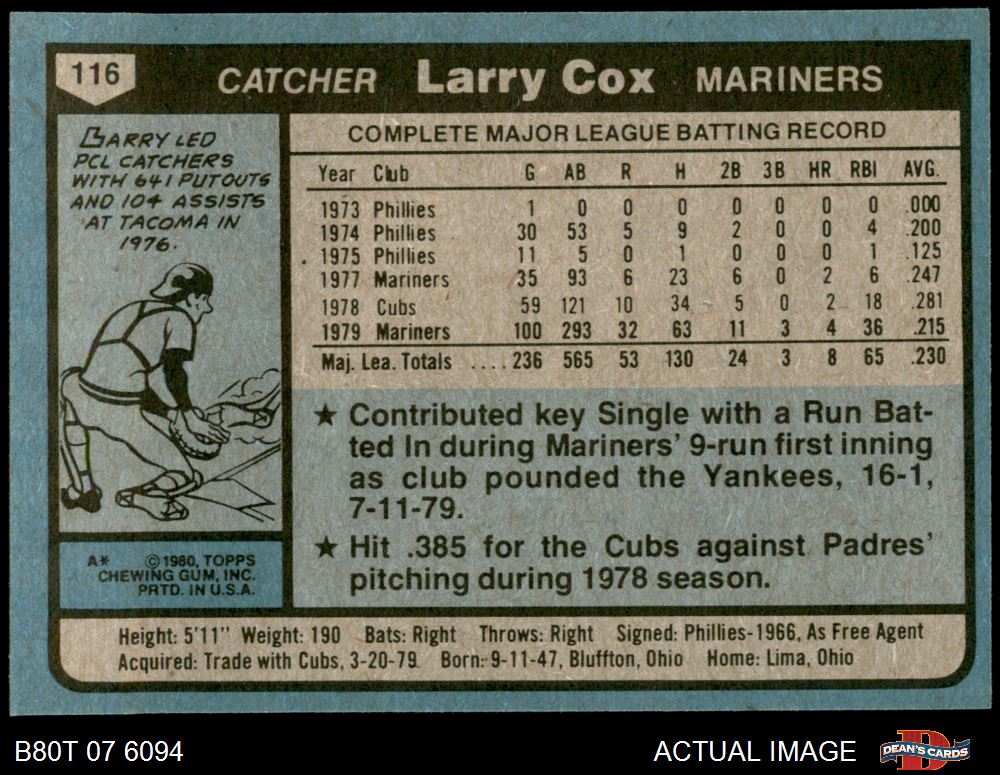 116 CATCHER Larry Cox MARINERS
BARRY LED
PCL CATCHERS
WITH 641 PUTOUTS
AND 104 ASSISTS
AT TACOMA IN
1976.
COMPLETE MAJOR LEAGUE BATTING RECORD
Year Club G AB R H 2B 3B HR RBI AVG.
1973 Phillies 1 0 0 0 0 0 0 0 .000
1974 Phillies 30 53 5 9 2 0 0 4 .200
1975 Phillies 11 5 0 1 0 0 0 1 .125
1977 Mariners 35 93 6 23 6 0 2 6 .247
1978 Cubs 59 121 10 34 5 0 2 18 .281
1979 Mariners 100 293 32 63 11 3 4 36 .215
Maj. Lea. Totals .... 236 565 53 130 24 3 8 65 .230
★ Contributed key Single with a Run Bat-
ted In during Mariners' 9-run first inning
as club pounded the Yankees, 16-1,
7-11-79.
★ Hit .385 for the Cubs against Padres'
pitching during 1978 season.
A* ©1980, TOPPS
CHEWING GUM, INC.
PRTD. IN U.S.A.
Height: 5'11" Weight: 190 Bats: Right Throws: Right Signed: Phillies-1966, As Free Agent
Acquired: Trade with Cubs, 3-20-79 Born: 9-11-47, Bluffton, Ohio Home: Lima, Ohio
B80T 07 6094 ACTUAL IMAGE DEAN'S CARDS